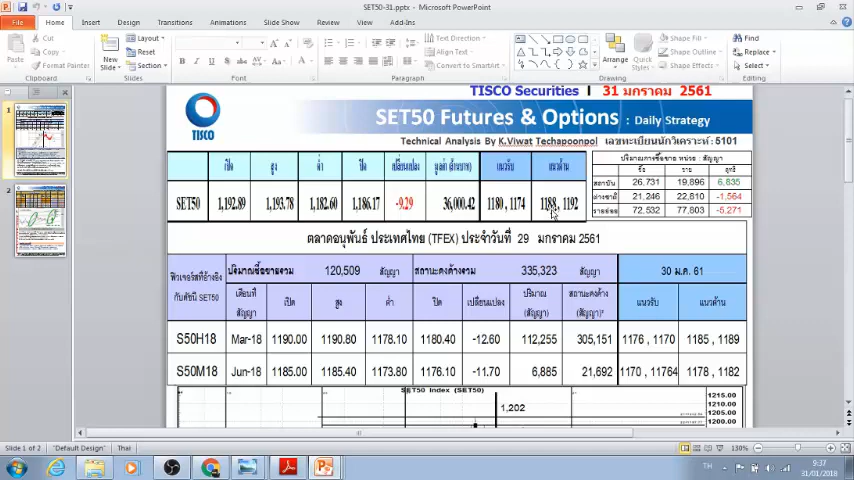 SET50-31.pptx - Microsoft PowerPoint
File Home Insert Design Transitions Animations Slide Show Review View Add-Ins
Paste Cut Copy Format Painter New Slide Layout Reset Section Text Direction Align Text Convert to SmartArt Arrange Quick Styles Shape Fill Shape Outline Shape Effects Find Replace Select
Clipboard Slides Font Paragraph Drawing Editing
TISCO Securities I 31 มกราคม 2561
TISCO
SET50 Futures & Options : Daily Strategy
Technical Analysis By K.Viwat Techapoonpol เลขทะเบียนนักวิเคราะห์: 5101
เปิด สูง ต่ำ ปิด เปลี่ยนแปลง มูลค่า (ล้านบาท) แนวรับ แนวต้าน
SET50 1,192.89 1,193.78 1,182.60 1,186.17 -9.29 36,000.42 1180 , 1174 1188 , 1192
ปริมาณการซื้อขาย หน่วย : สัญญา
ซื้อ ขาย สุทธิ
สถาบัน 26,731 19,896 6,835
ต่างชาติ 21,246 22,810 -1,564
รายย่อย 72,532 77,803 -5,271
ตลาดอนุพันธ์ ประเทศไทย (TFEX) ประจำวันที่ 29 มกราคม 2561
ฟิวเจอร์สที่อ้างอิงกับดัชนี SET50 ปริมาณซื้อขายรวม 120,509 สัญญา สถานะคงค้างรวม 335,323 สัญญา 30 ม.ค. 61
เดือนที่สัญญา เปิด สูง ต่ำ ปิด เปลี่ยนแปลง ปริมาณ (สัญญา) สถานะคงค้าง (สัญญา)* แนวรับ แนวต้าน
S50H18 Mar-18 1190.00 1190.80 1178.10 1180.40 -12.60 112,255 305,151 1176 , 1170 1185 , 1189
S50M18 Jun-18 1185.00 1185.40 1173.80 1176.10 -11.70 6,885 21,692 1170 , 11764 1178 , 1182
SET50 Index (SET50)
1,202
1215.00
1210.00
1205.00
1200.00
Slide 1 of 2 "Default Design" Thai 130%
TH 9:37
31/01/2018